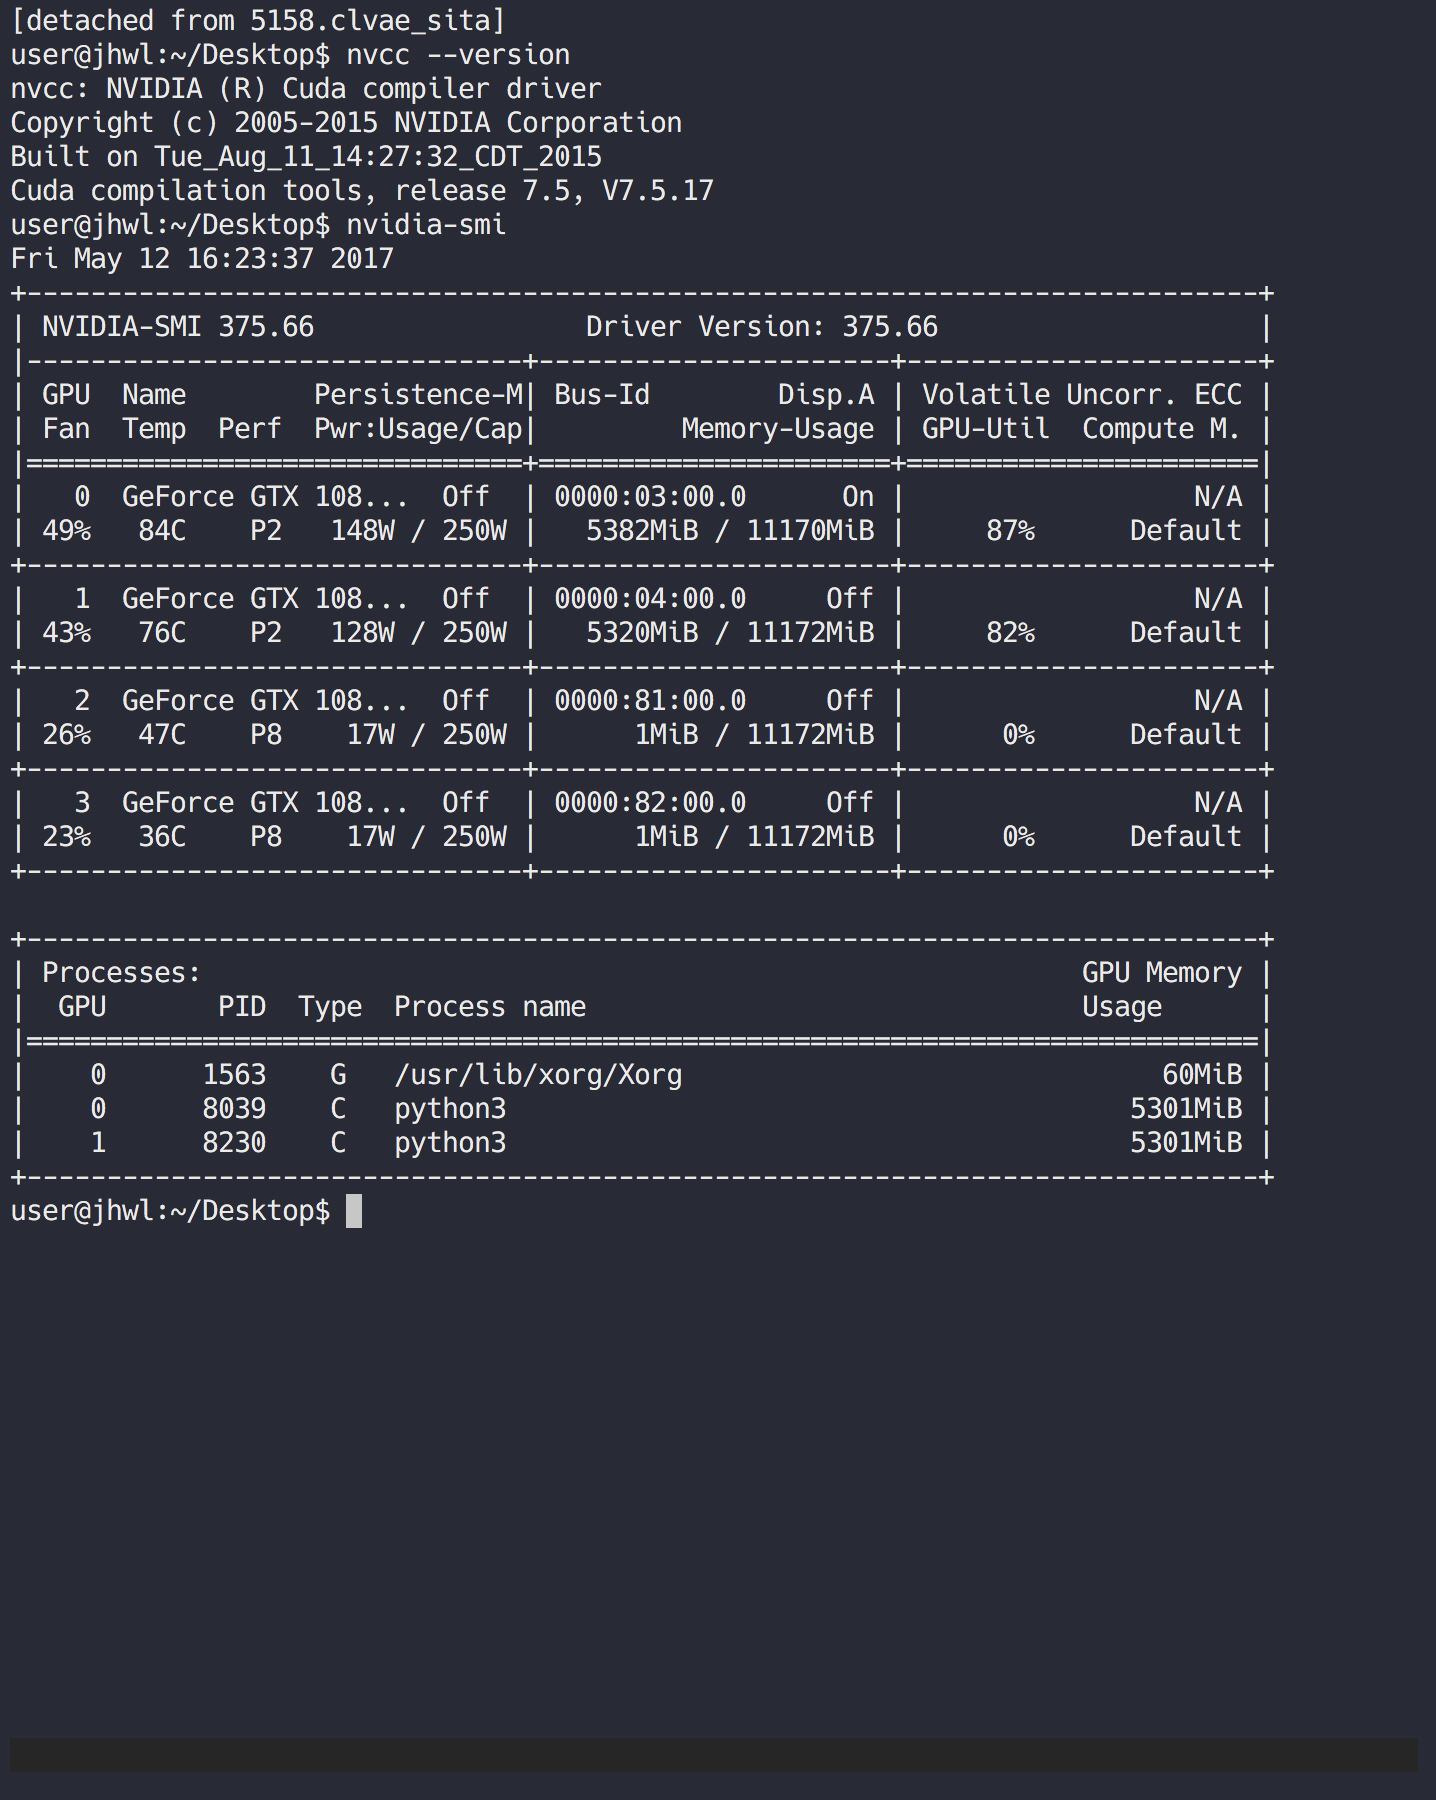 [detached from 5158.clvae_sita]
user@jhwl:~/Desktop$ nvcc --version
nvcc: NVIDIA (R) Cuda compiler driver
Copyright (c) 2005-2015 NVIDIA Corporation
Built on Tue_Aug_11_14:27:32_CDT_2015
Cuda compilation tools, release 7.5, V7.5.17
user@jhwl:~/Desktop$ nvidia-smi
Fri May 12 16:23:37 2017
+-----------------------------------------------------------------------------+
| NVIDIA-SMI 375.66                 Driver Version: 375.66                    |
|-------------------------------+----------------------+----------------------+
| GPU  Name        Persistence-M| Bus-Id        Disp.A | Volatile Uncorr. ECC |
| Fan  Temp  Perf  Pwr:Usage/Cap|         Memory-Usage | GPU-Util  Compute M. |
|===============================+======================+======================|
|   0  GeForce GTX 108...  Off  | 0000:03:00.0      On |                  N/A |
| 49%   84C    P2   148W / 250W |   5382MiB / 11170MiB |     87%      Default |
+-------------------------------+----------------------+----------------------+
|   1  GeForce GTX 108...  Off  | 0000:04:00.0     Off |                  N/A |
| 43%   76C    P2   128W / 250W |   5320MiB / 11172MiB |     82%      Default |
+-------------------------------+----------------------+----------------------+
|   2  GeForce GTX 108...  Off  | 0000:81:00.0     Off |                  N/A |
| 26%   47C    P8    17W / 250W |      1MiB / 11172MiB |      0%      Default |
+-------------------------------+----------------------+----------------------+
|   3  GeForce GTX 108...  Off  | 0000:82:00.0     Off |                  N/A |
| 23%   36C    P8    17W / 250W |      1MiB / 11172MiB |      0%      Default |
+-------------------------------+----------------------+----------------------+

+-----------------------------------------------------------------------------+
| Processes:                                                       GPU Memory |
|  GPU       PID  Type  Process name                               Usage      |
|=============================================================================|
|    0      1563    G   /usr/lib/xorg/Xorg                              60MiB |
|    0      8039    C   python3                                       5301MiB |
|    1      8230    C   python3                                       5301MiB |
+-----------------------------------------------------------------------------+
user@jhwl:~/Desktop$